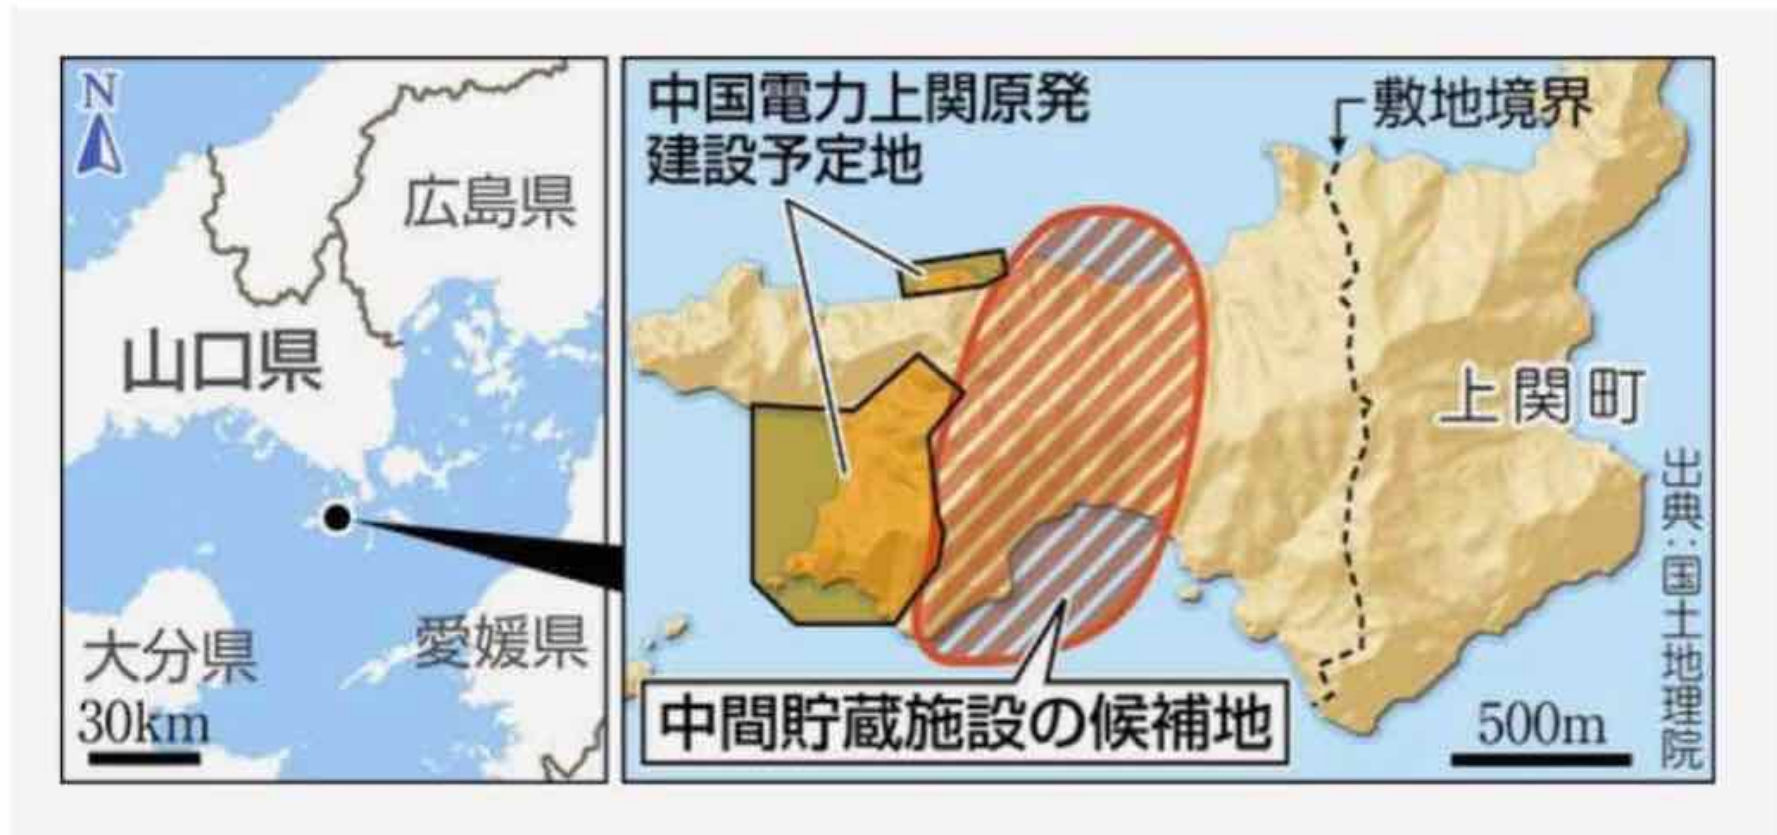 N
広島県
山口県
大分県
愛媛県
30km
中国電力上関原発
建設予定地
敷地境界
上関町
中間貯蔵施設の候補地
500m
出典:国土地理院